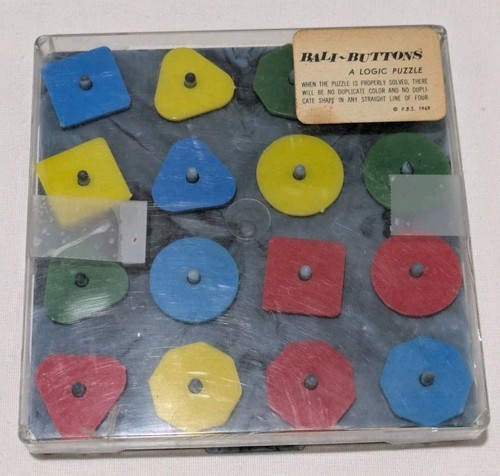 BALI~BUTTONS
A LOGIC PUZZLE
WHEN THE PUZZLE IS PROPERLY SOLVED, THERE
WILL BE NO DUPLICATE COLOR AND NO DUPLI-
CATE SHAPE IN ANY STRAIGHT LINE OF FOUR.
© P.B.S. 1969